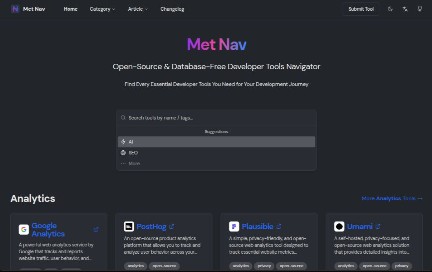 Met Nav
Home
Category
Article
Changelog
Submit Tool
Met Nav
Open-Source & Database-Free Developer Tools Navigator
Find Every Essential Developer Tools You Need for Your Development Journey
Search tools by name / tags...
Suggestions
AI
SEO
Analytics
More Analytics Tools
Google Analytics
A powerful web analytics service by Google that tracks and reports website traffic, user behavior, and...
PostHog
An open-source product analytics platform that allows you to track and analyze user behavior across your...
analytics
open-source
Plausible
A simple, privacy-friendly, and open-source web analytics tool designed to track essential website metrics...
analytics
privacy
open-source
Umami
A self-hosted, privacy-focused, and open-source web analytics solution that provides detailed insights into...
analytics
open-source
privacy